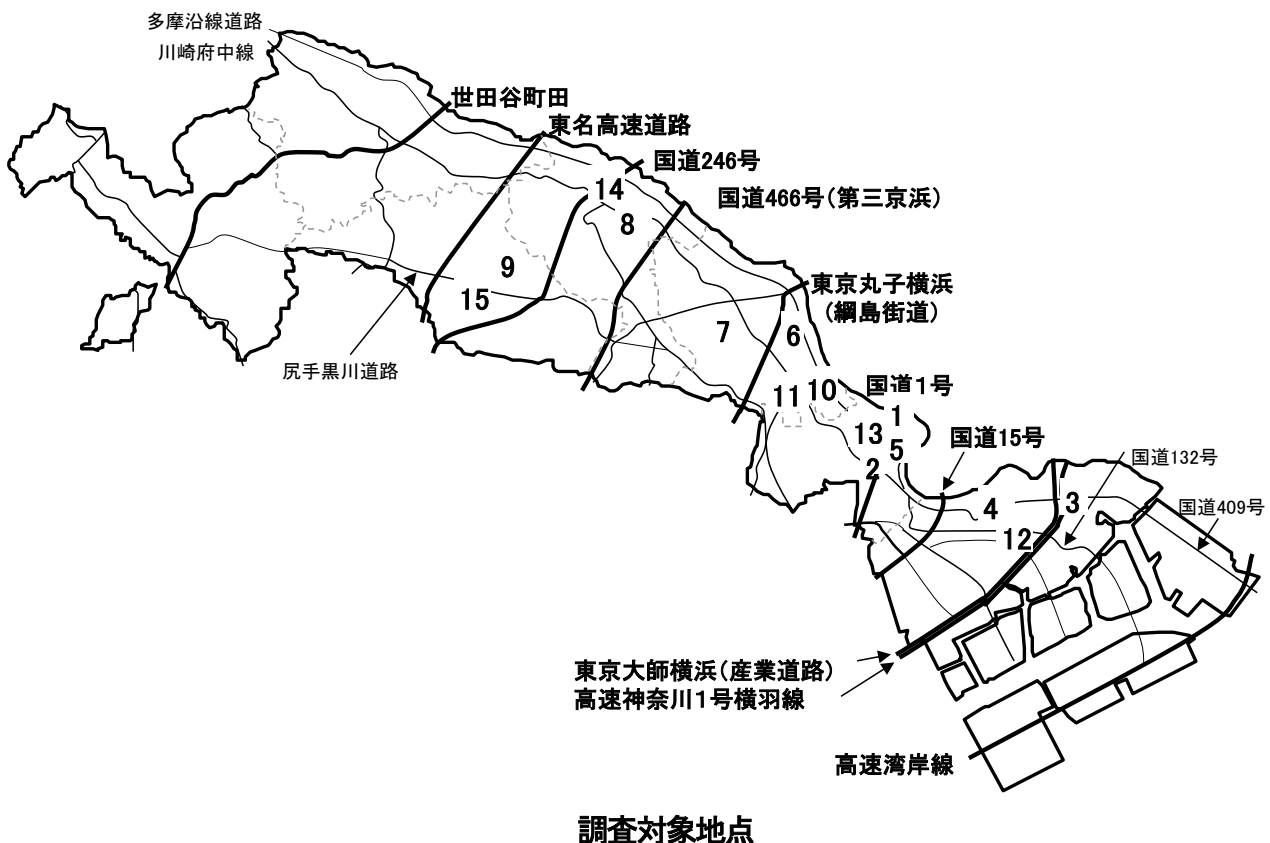 多摩沿線道路
川崎府中線
世田谷町田
東名高速道路
国道246号
14
国道466号(第三京浜)
8
9
15
東京丸子横浜
(綱島街道)
7
6
尻手黒川道路
11
10
国道1号
1
13
5
国道15号
2
国道132号
4
3
国道409号
12
東京大師横浜(産業道路)
高速神奈川1号横羽線
高速湾岸線
調査対象地点